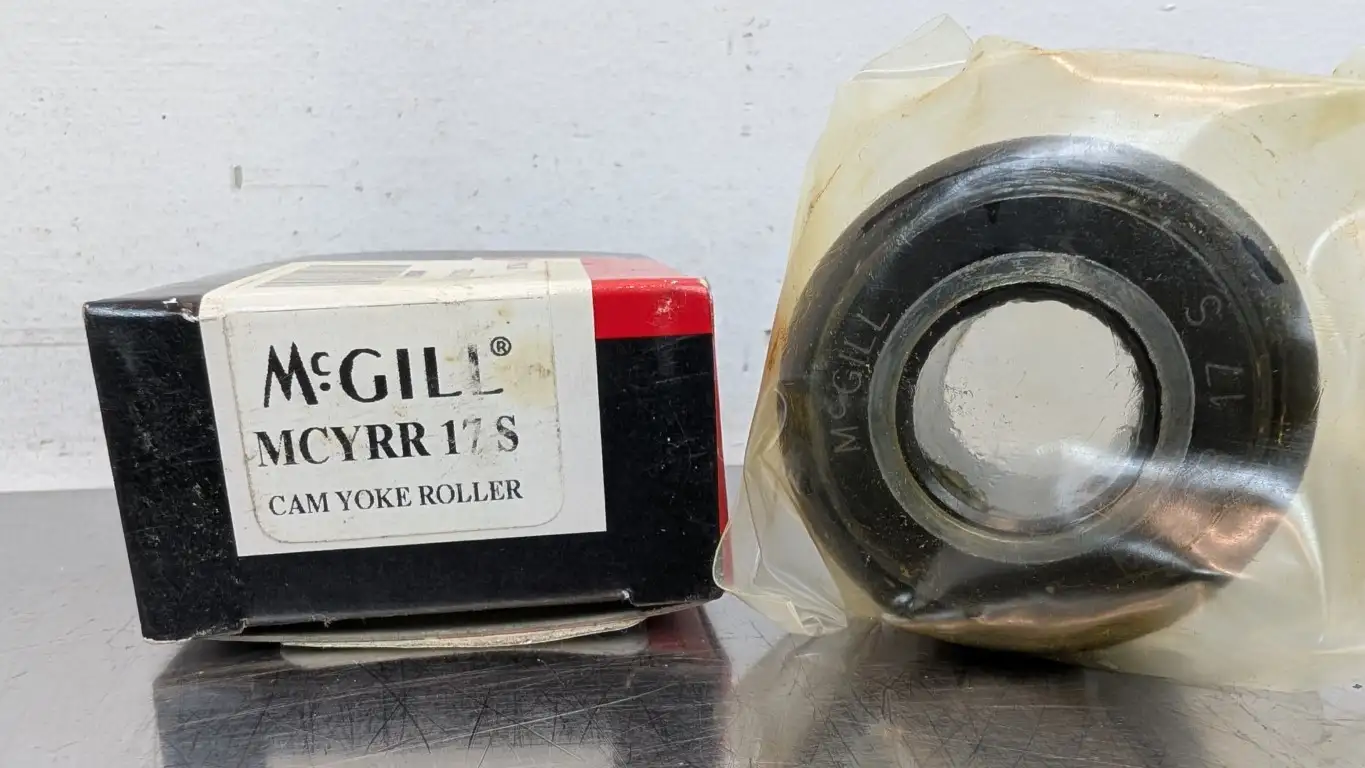 McGILL®
MCYRR 17 S
CAM YOKE ROLLER
McGILL
17 S